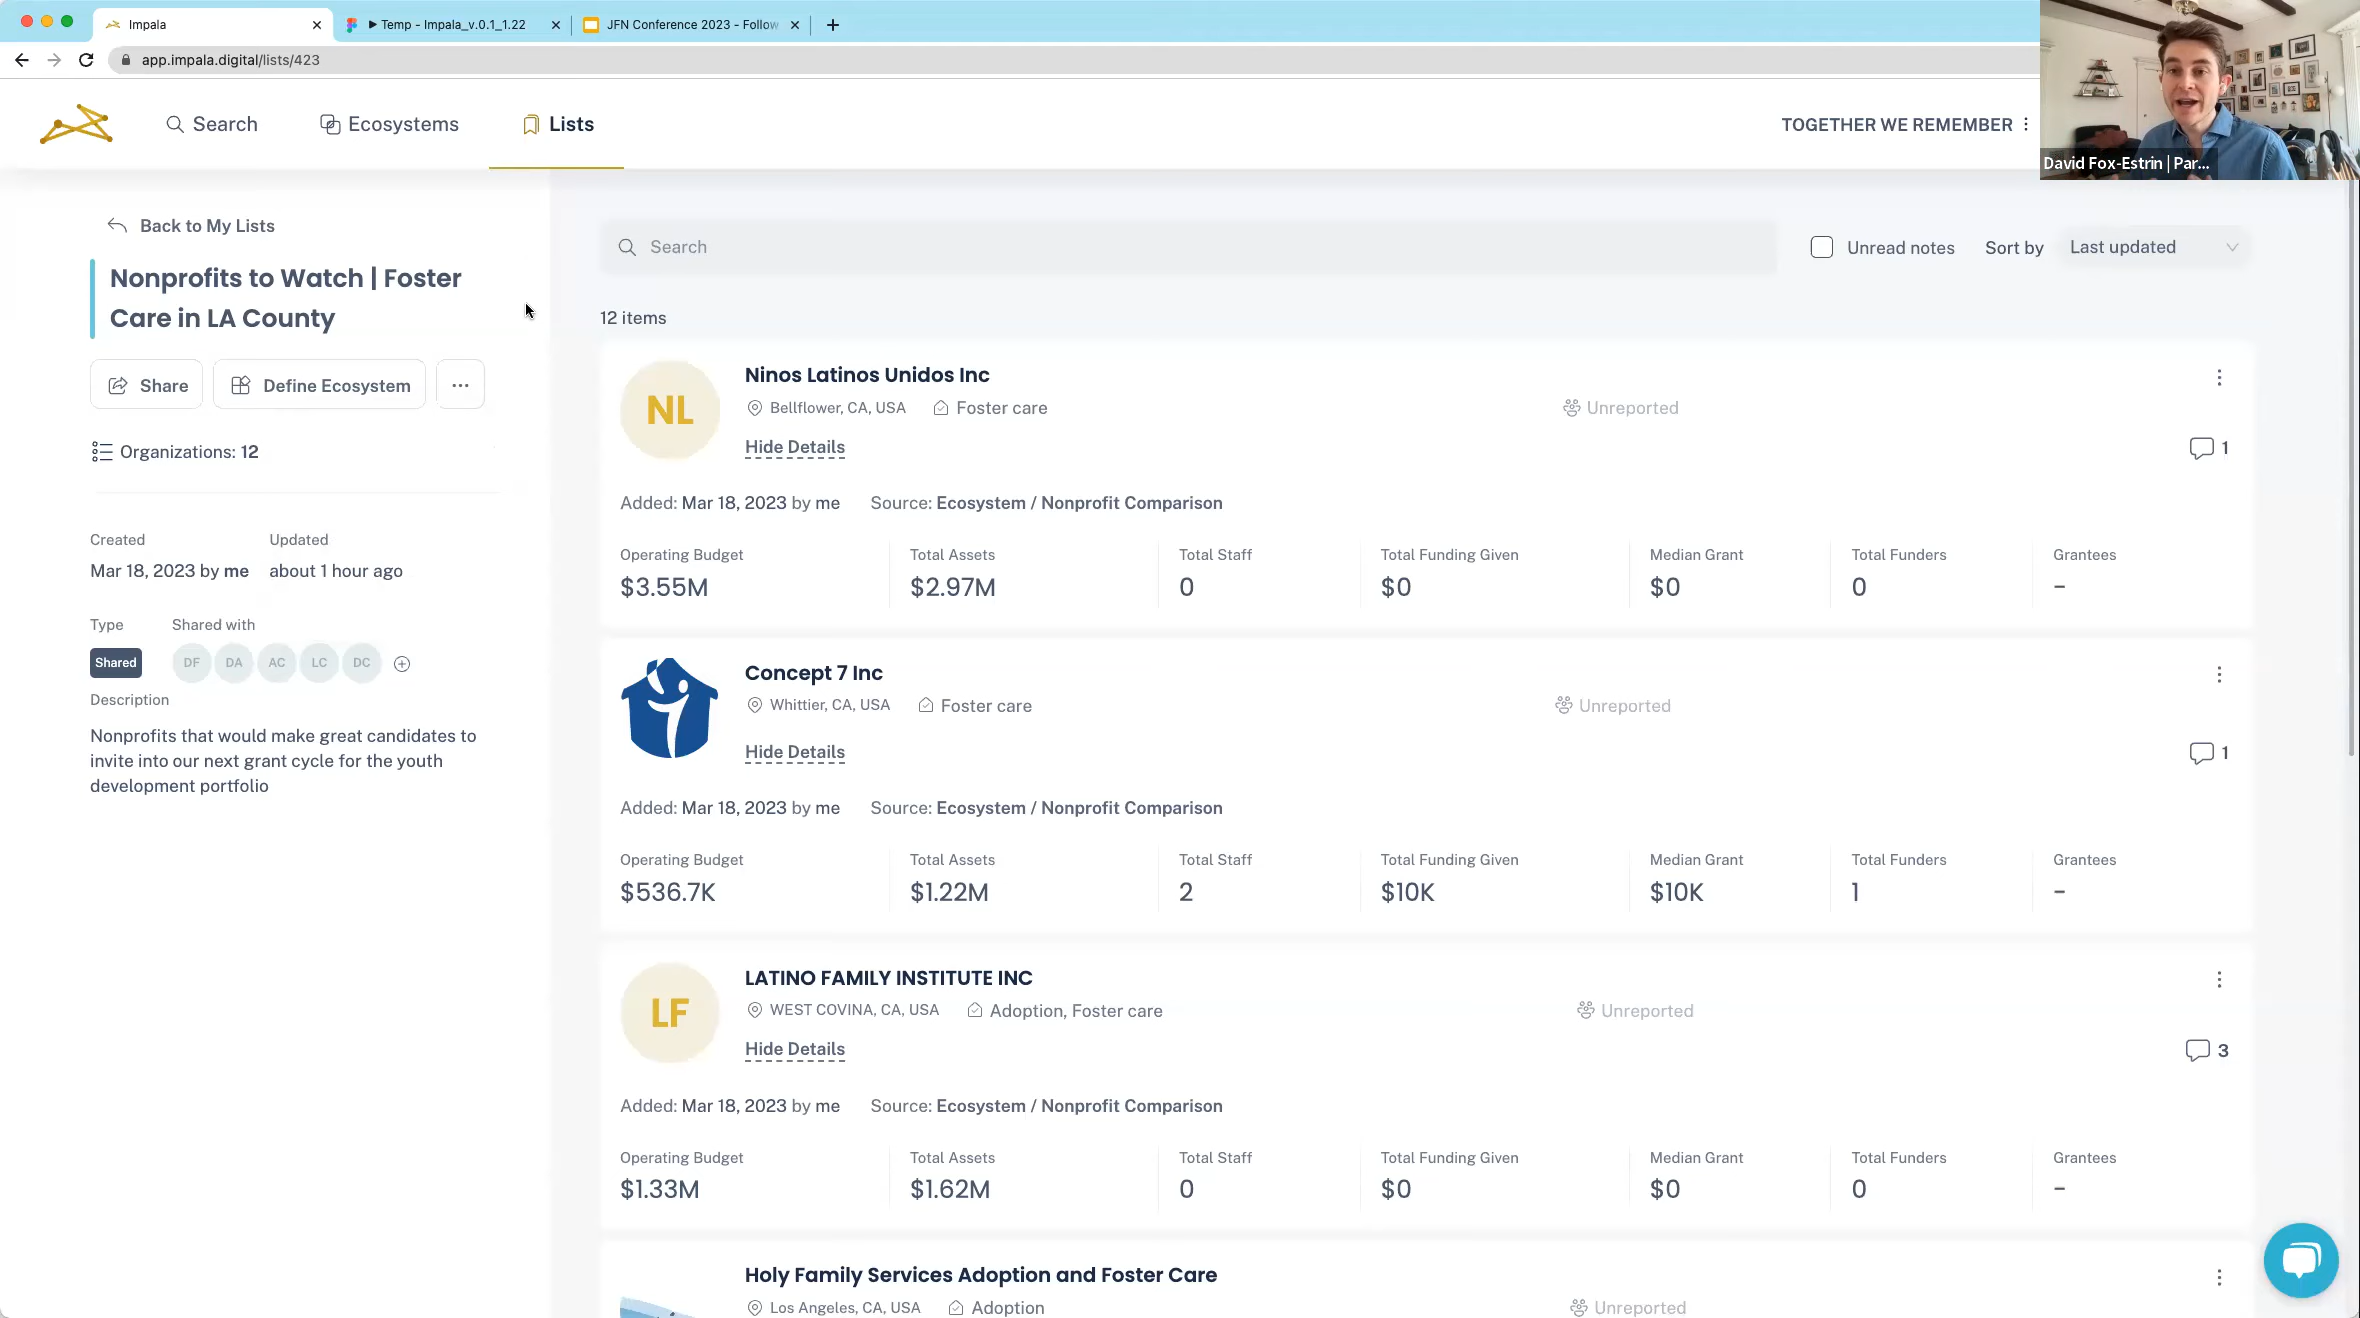 Impala
Temp - Impala_v.0.1_1.22
JFN Conference 2023 - Follow
app.impala.digital/lists/423
Search
Ecosystems
Lists
TOGETHER WE REMEMBER
David Fox-Estrin | Par...
Back to My Lists
Nonprofits to Watch | Foster
Care in LA County
Share
Define Ecosystem
...
Organizations: 12
Created
Updated
Mar 18, 2023 by me
about 1 hour ago
Type
Shared with
Shared
DF
DA
AC
LC
DC
Description
Nonprofits that would make great candidates to
invite into our next grant cycle for the youth
development portfolio
Search
Unread notes
Sort by
Last updated
12 items
NL
Ninos Latinos Unidos Inc
Bellflower, CA, USA
Foster care
Unreported
Hide Details
1
Added: Mar 18, 2023 by me
Source: Ecosystem / Nonprofit Comparison
Operating Budget
Total Assets
Total Staff
Total Funding Given
Median Grant
Total Funders
Grantees
$3.55M
$2.97M
0
$0
$0
0
-
Concept 7 Inc
Whittier, CA, USA
Foster care
Unreported
Hide Details
1
Added: Mar 18, 2023 by me
Source: Ecosystem / Nonprofit Comparison
Operating Budget
Total Assets
Total Staff
Total Funding Given
Median Grant
Total Funders
Grantees
$536.7K
$1.22M
2
$10K
$10K
1
-
LF
LATINO FAMILY INSTITUTE INC
WEST COVINA, CA, USA
Adoption, Foster care
Unreported
Hide Details
3
Added: Mar 18, 2023 by me
Source: Ecosystem / Nonprofit Comparison
Operating Budget
Total Assets
Total Staff
Total Funding Given
Median Grant
Total Funders
Grantees
$1.33M
$1.62M
0
$0
$0
0
-
Holy Family Services Adoption and Foster Care
Los Angeles, CA, USA
Adoption
Unreported